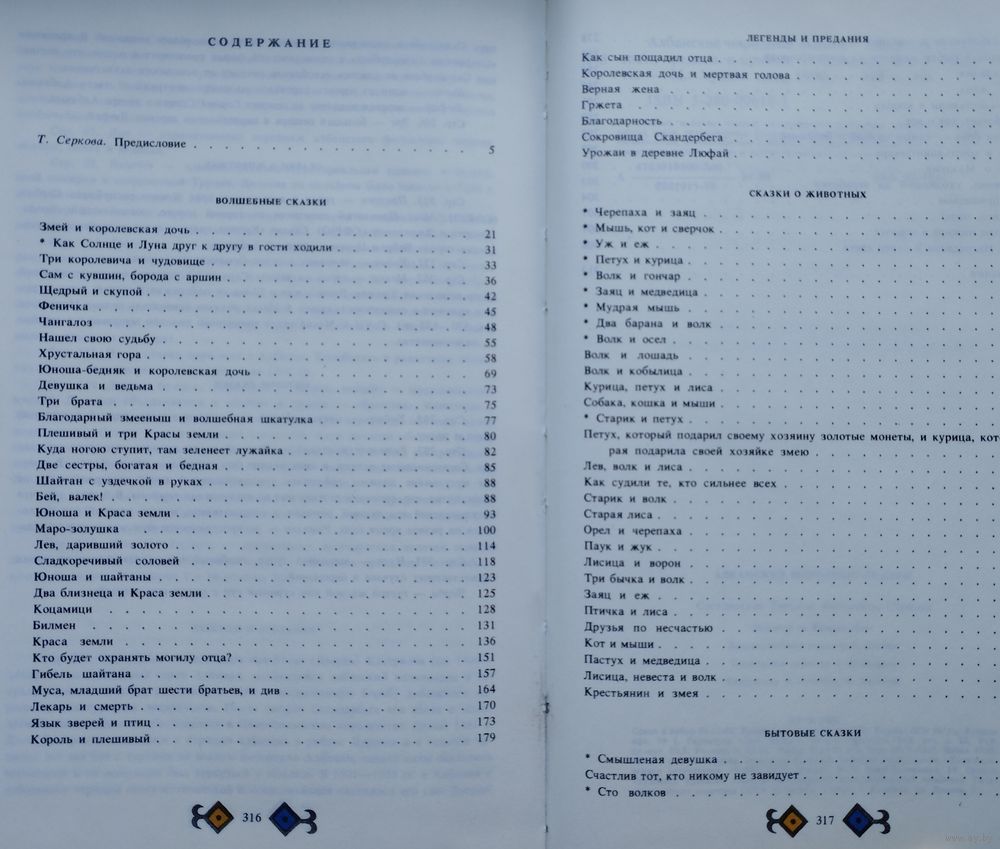 СОДЕРЖАНИЕ
Т. Серкова. Предисловие . . . 5
ВОЛШЕБНЫЕ СКАЗКИ
Змей и королевская дочь . . . 21
* Как Солнце и Луна друг к другу в гости ходили . . . 31
Три королевича и чудовище . . . 33
Сам с кувшин, борода с аршин . . . 36
Щедрый и скупой . . . 42
Феничка . . . 45
Чангалоз . . . 48
Нашел свою судьбу . . . 55
Хрустальная гора . . . 58
Юноша-бедняк и королевская дочь . . . 69
Девушка и ведьма . . . 73
Три брата . . . 75
Благодарный змееныш и волшебная шкатулка . . . 77
Плешивый и три Красы земли . . . 80
Куда ногою ступит, там зеленеет лужайка . . . 82
Две сестры, богатая и бедная . . . 85
Шайтан с уздечкой в руках . . . 88
Бей, валек! . . . 88
Юноша и Краса земли . . . 93
Маро-золушка . . . 100
Лев, даривший золото . . . 114
Сладкоречивый соловей . . . 118
Юноша и шайтаны . . . 123
Два близнеца и Краса земли . . . 125
Коцамици . . . 128
Билмен . . . 131
Краса земли . . . 136
Кто будет охранять могилу отца? . . . 151
Гибель шайтана . . . 157
Муса, младший брат шести братьев, и див . . . 164
Лекарь и смерть . . . 170
Язык зверей и птиц . . . 173
Король и плешивый . . . 179
316
ЛЕГЕНДЫ И ПРЕДАНИЯ
Как сын пощадил отца . . .
Королевская дочь и мертвая голова . . .
Верная жена . . .
Гржета . . .
Благодарность . . .
Сокровища Скандербега . . .
Урожаи в деревне Люфай . . .
СКАЗКИ О ЖИВОТНЫХ
* Черепаха и заяц . . .
* Мышь, кот и сверчок . . .
* Уж и еж . . .
* Петух и курица . . .
* Волк и гончар . . .
* Заяц и медведица . . .
* Мудрая мышь . . .
* Два барана и волк . . .
* Волк и осел . . .
Волк и лошадь . . .
Волк и кобылица . . .
Курица, петух и лиса . . .
Собака, кошка и мыши . . .
* Старик и петух . . .
Петух, который подарил своему хозяину золотые монеты, и курица, кот
рая подарила своей хозяйке змею . . .
Лев, волк и лиса . . .
Как судили те, кто сильнее всех . . .
Старик и волк . . .
Старая лиса . . .
Орел и черепаха . . .
Паук и жук . . .
Лисица и ворон . . .
Три бычка и волк . . .
Заяц и еж . . .
Птичка и лиса . . .
Друзья по несчастью . . .
Кот и мыши . . .
Пастух и медведица . . .
Лисица, невеста и волк . . .
Крестьянин и змея . . .
БЫТОВЫЕ СКАЗКИ
* Смышленая девушка . . .
Счастлив тот, кто никому не завидует . . .
* Сто волков . . .
317
www.ay.by